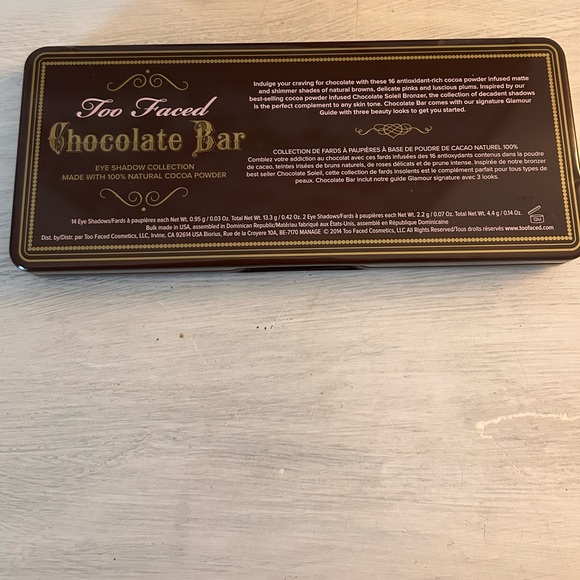 Too Faced
Chocolate Bar
EYE SHADOW COLLECTION
MADE WITH 100% NATURAL COCOA POWDER
Indulge your craving for chocolate with these 16 antioxidant-rich cocoa powder infused matte
and shimmer shades of natural browns, delicate pinks and luscious plums. Inspired by our
best-selling cocoa powder infused Chocolate Soleil Bronzer, the collection of decadent shadows
is the perfect complement to any skin tone. Chocolate Bar comes with our signature Glamour
Guide with three beauty looks to get you started.
COLLECTION DE FARDS À PAUPIÈRES À BASE DE POUDRE DE CACAO NATUREL 100%
Comblez votre addiction au chocolat avec ces fards infusées des 16 antioxydants contenus dans la poudre
de cacao, teintes irisées de bruns naturels, de roses délicats et de prune intense. Inspirée de notre bronzer
best seller Chocolate Soleil, cette collection de fards insolents est le complément parfait pour tous types de
peaux. Chocolate Bar inclut notre guide Glamour signature avec 3 looks.
14 Eye Shadows/Fards à paupières each Net Wt. 0.95 g/0.03 Oz. Total Net Wt. 13.3 g/ 0.42 Oz. 2 Eye Shadows/Fards à paupières each Net Wt. 2.2 g/ 0.07 Oz. Total Wt. 4.4 g/ 0.14 Oz.
Bulk made in USA, assembled in Dominican Republic/Matériau fabriqué aux États-Unis, assemblé en République Dominicaine
Dist. by/Distr. par Too Faced Cosmetics, LLC, Irvine, CA 92614 USA Biorius, Rue de la Croyere 10A, BE-7170 MANAGE © 2014 Too Faced Cosmetics, LLC All Rights Reserved/Tous droits réservés www.toofaced.com